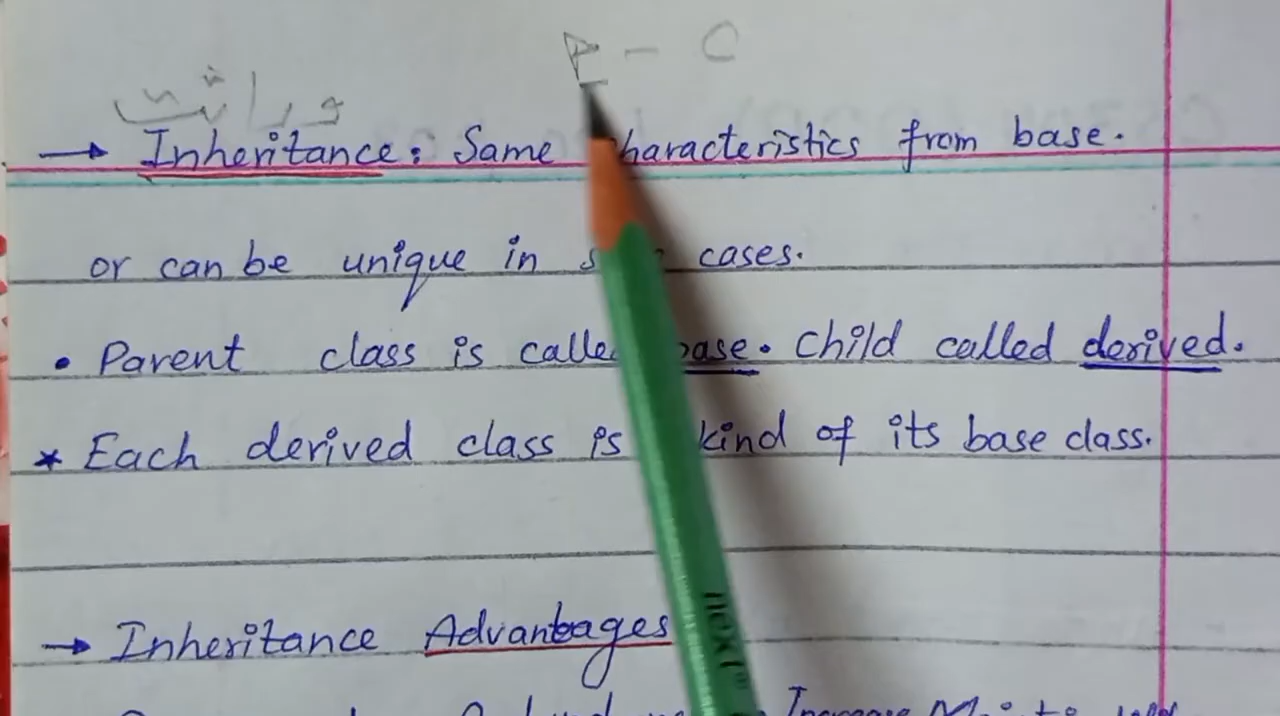 P - C
وراثت
→ Inheritance: Same characteristics from base.
or can be unique in cases.
• Parent class is called base. Child called derived.
* Each derived class is kind of its base class.
→ Inheritance Advantages
next